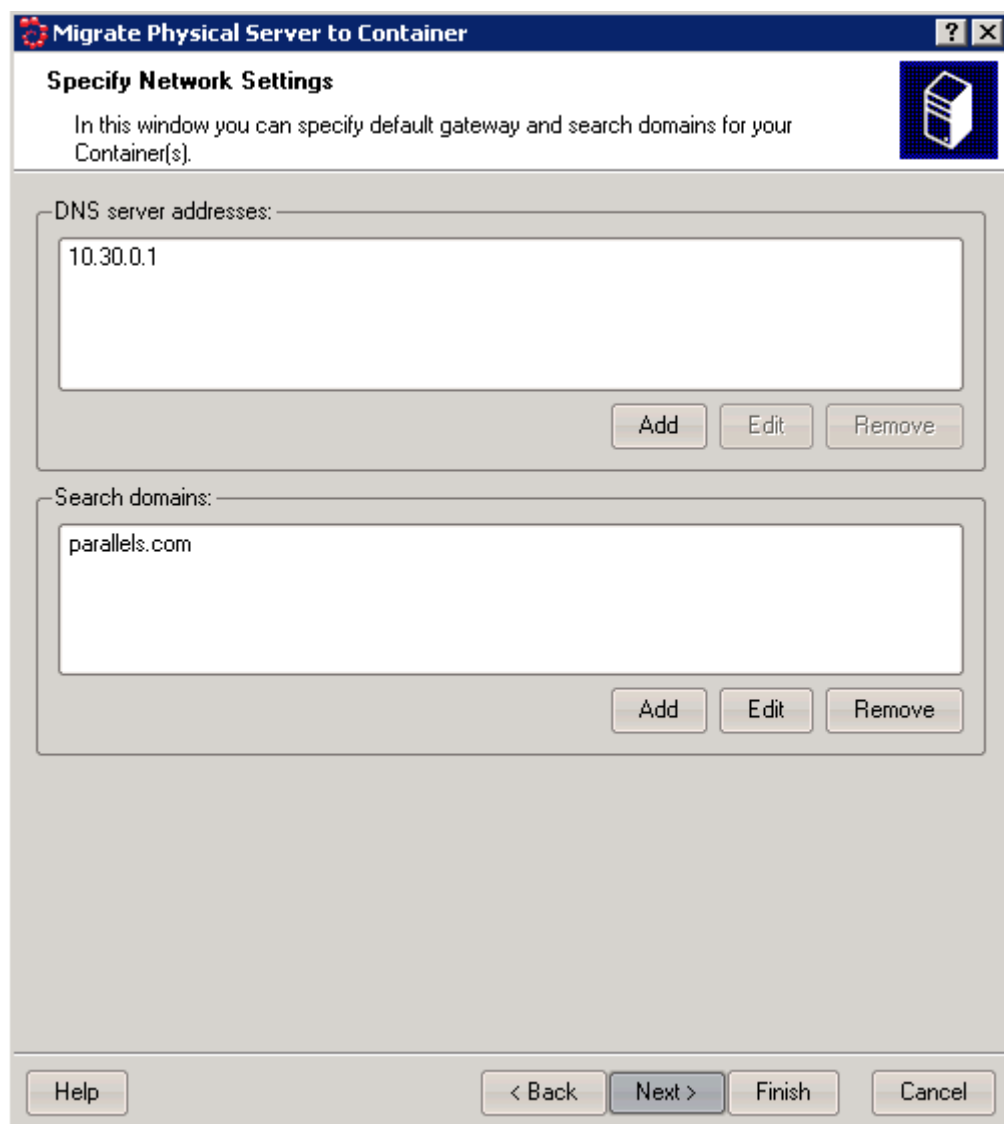 Migrate Physical Server to Container
Specify Network Settings
In this window you can specify default gateway and search domains for your
Container(s).
DNS server addresses:
10.30.0.1
Add Edit Remove
Search domains:
parallels.com
Add Edit Remove
Help < Back Next > Finish Cancel